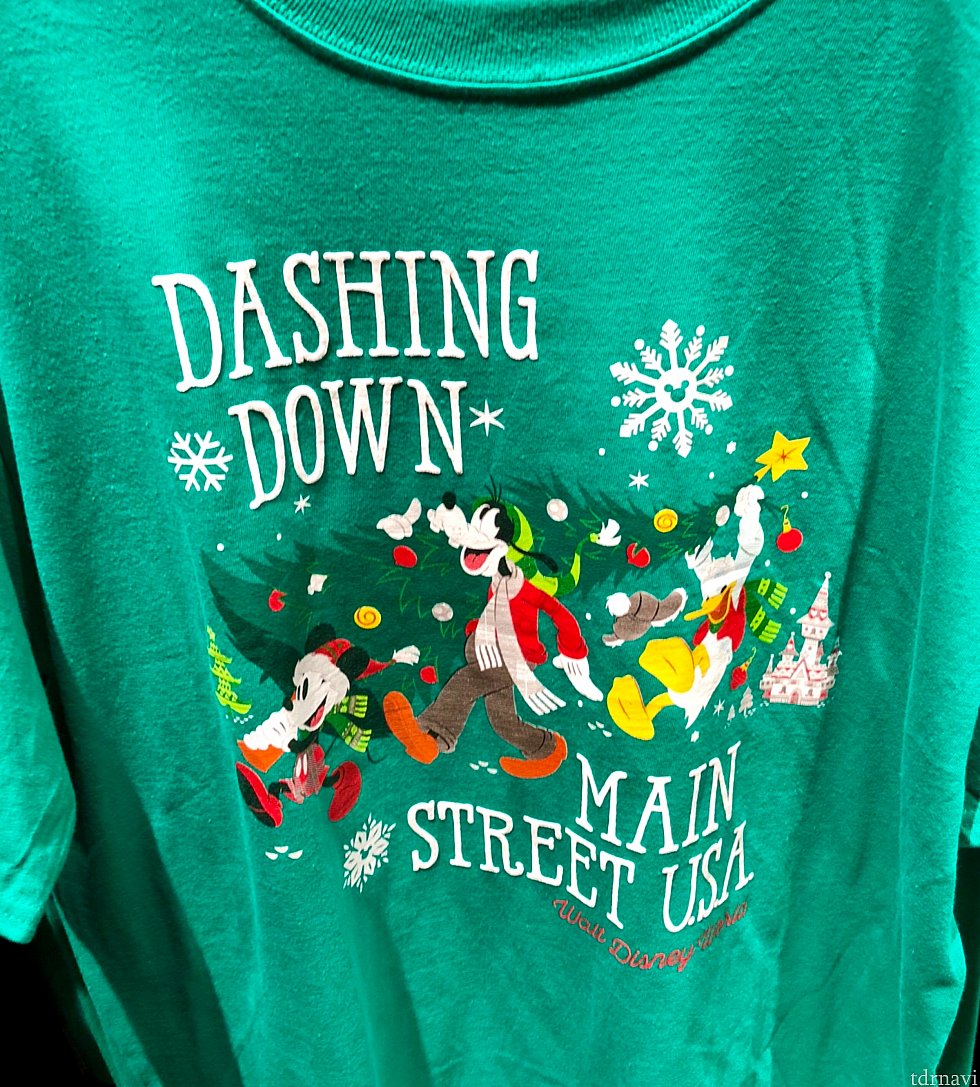 DASHING
DOWN
MAIN
STREET U.S.A
Walt Disney World
tdrnavi